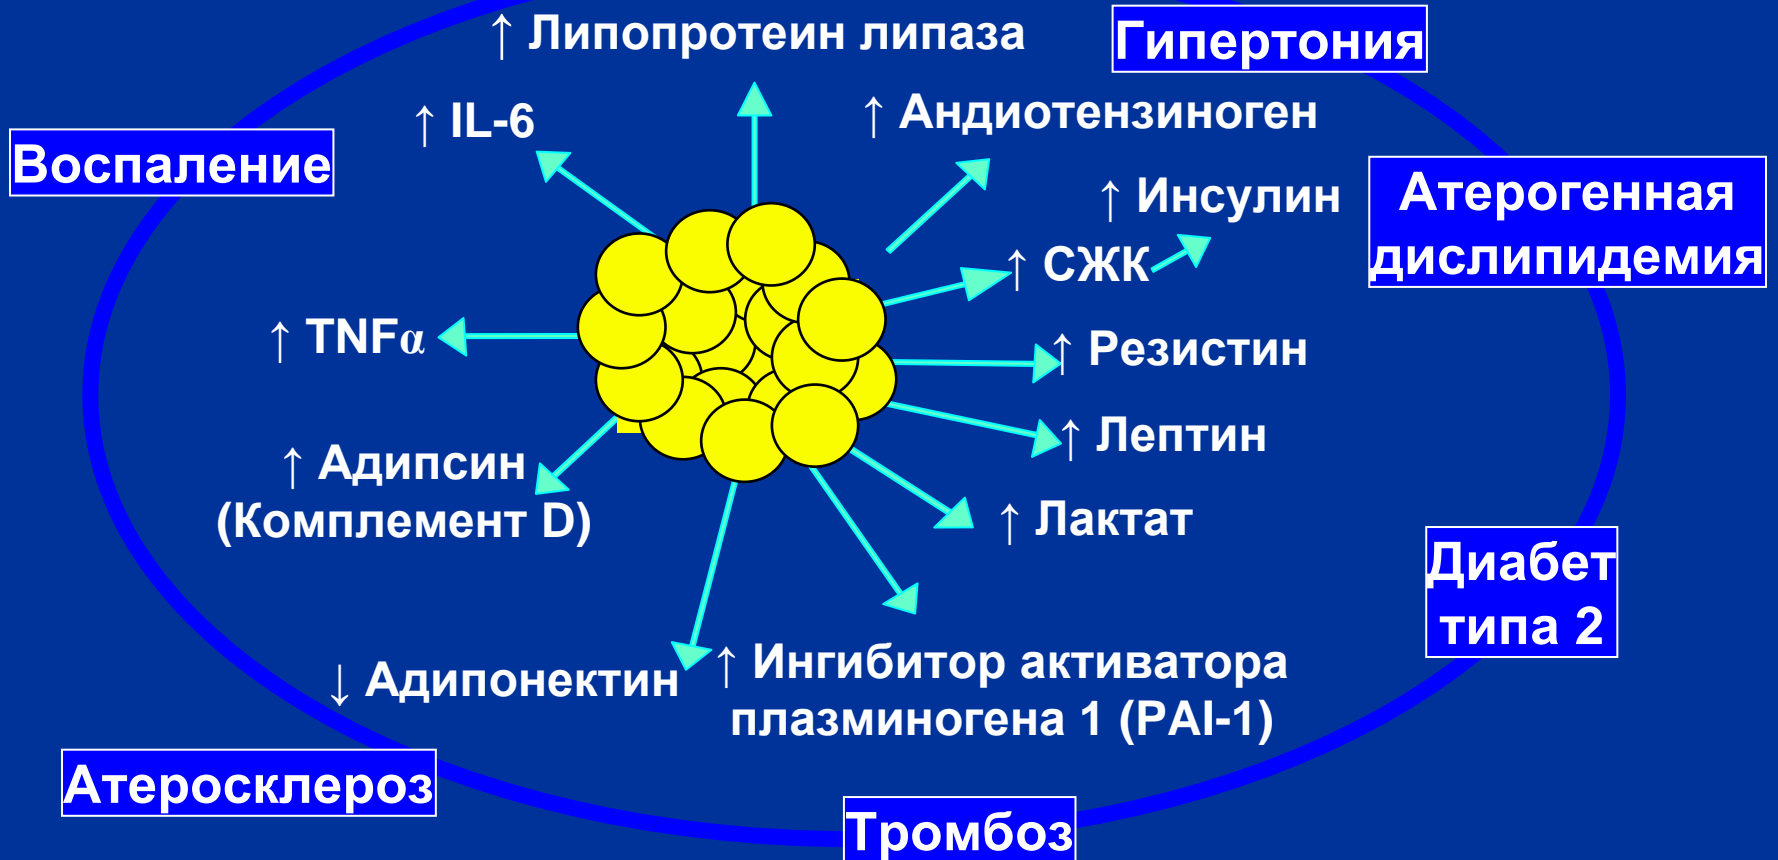 ↑ Липопротеин липаза
Гипертония
↑ IL-6
↑ Андиотензиноген
Воспаление
↑ Инсулин
Атерогенная
дислипидемия
↑ СЖК
↑ TNFα
↑ Резистин
↑ Лептин
↑ Адипсин
(Комплемент D)
↑ Лактат
Диабет
типа 2
↓ Адипонектин
↑ Ингибитор активатора
плазминогена 1 (PAI-1)
Атеросклероз
Тромбоз